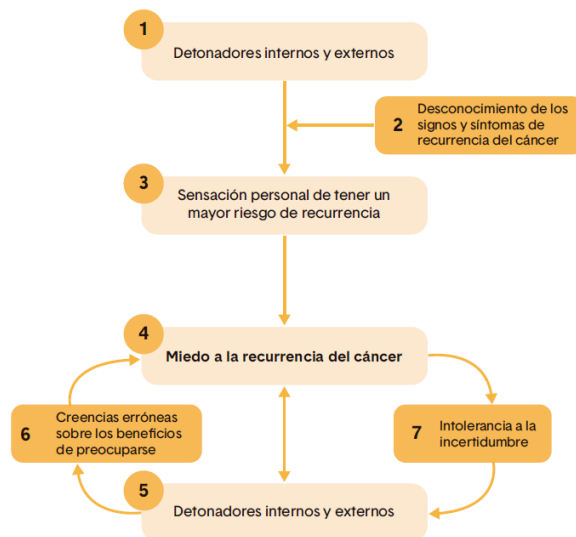 1
Detonadores internos y externos
2
Desconocimiento de los
signos y síntomas de
recurrencia del cáncer
3
Sensación personal de tener un
mayor riesgo de recurrencia
4
Miedo a la recurrencia del cáncer
6
Creencias erróneas
sobre los beneficios
de preocuparse
7
Intolerancia a la
incertidumbre
5
Detonadores internos y externos